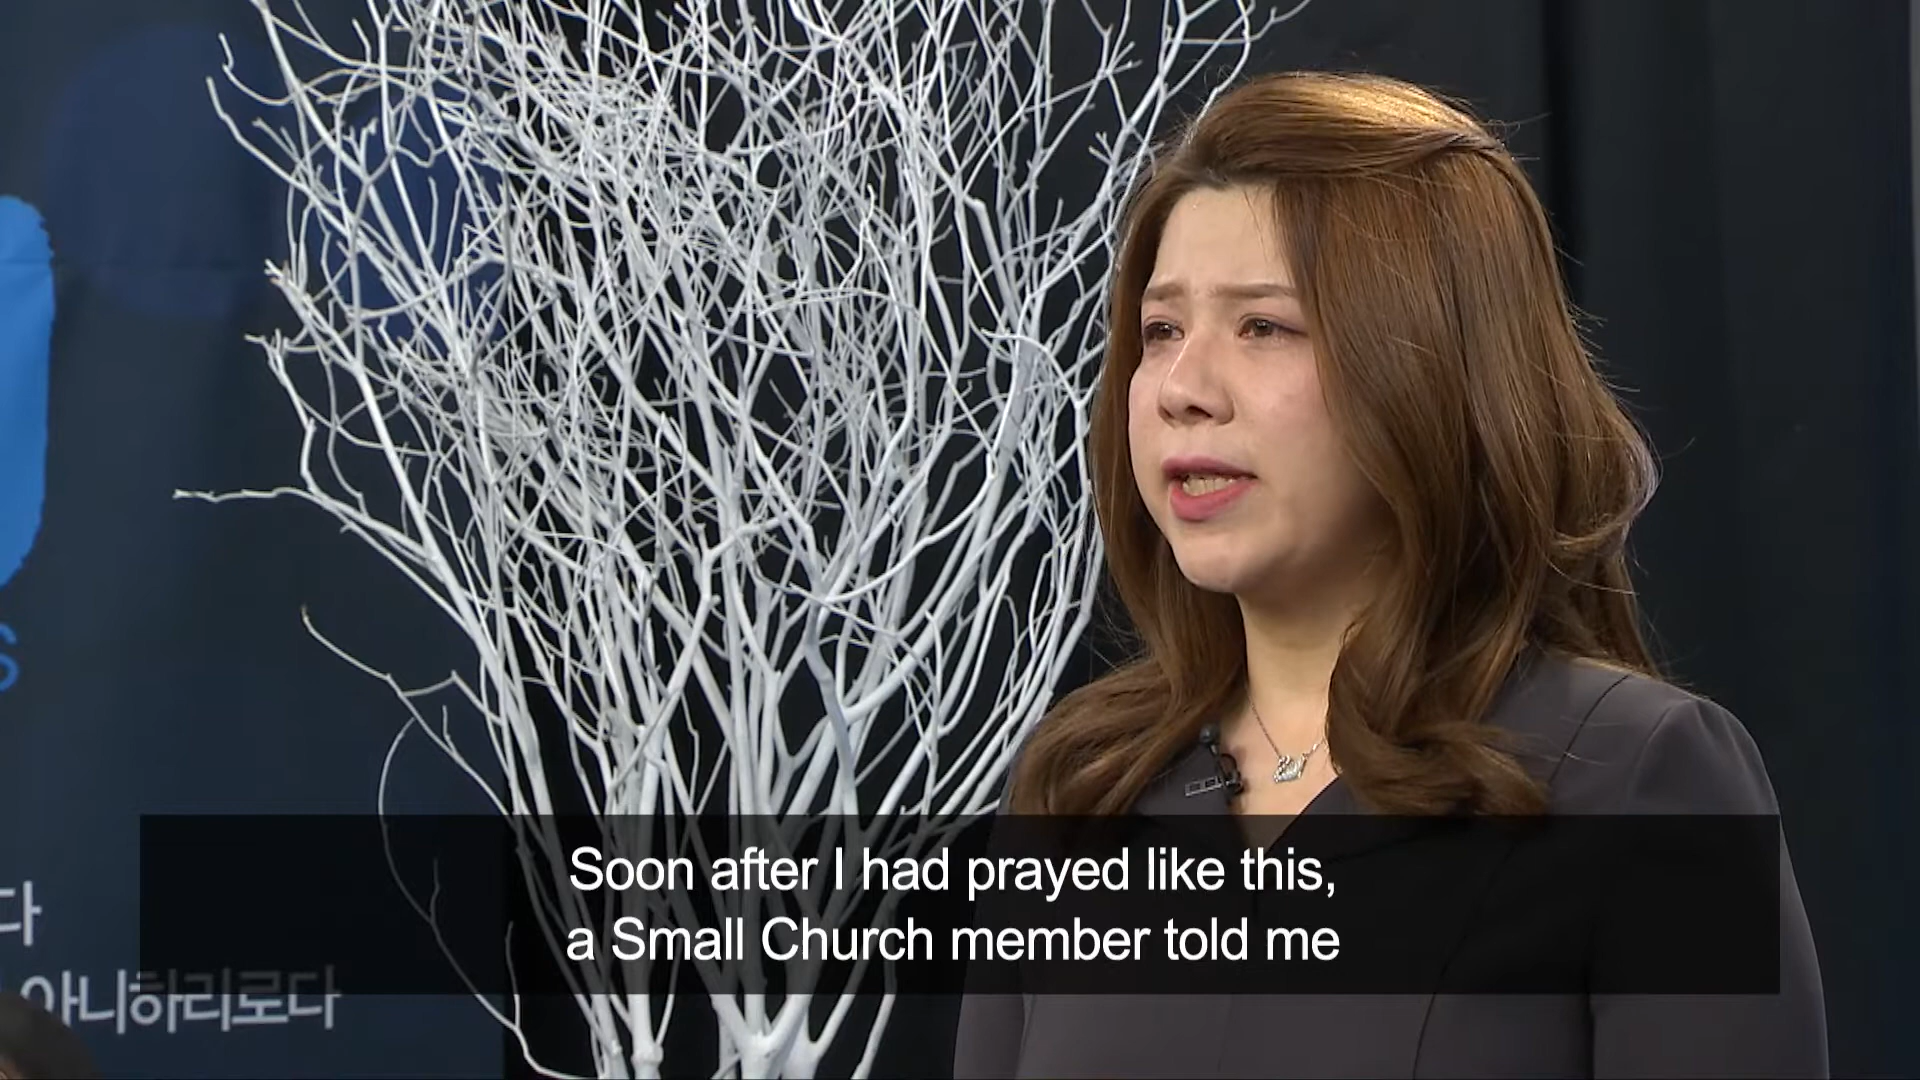 S
다
아니하리로다
Soon after I had prayed like this,
a Small Church member told me